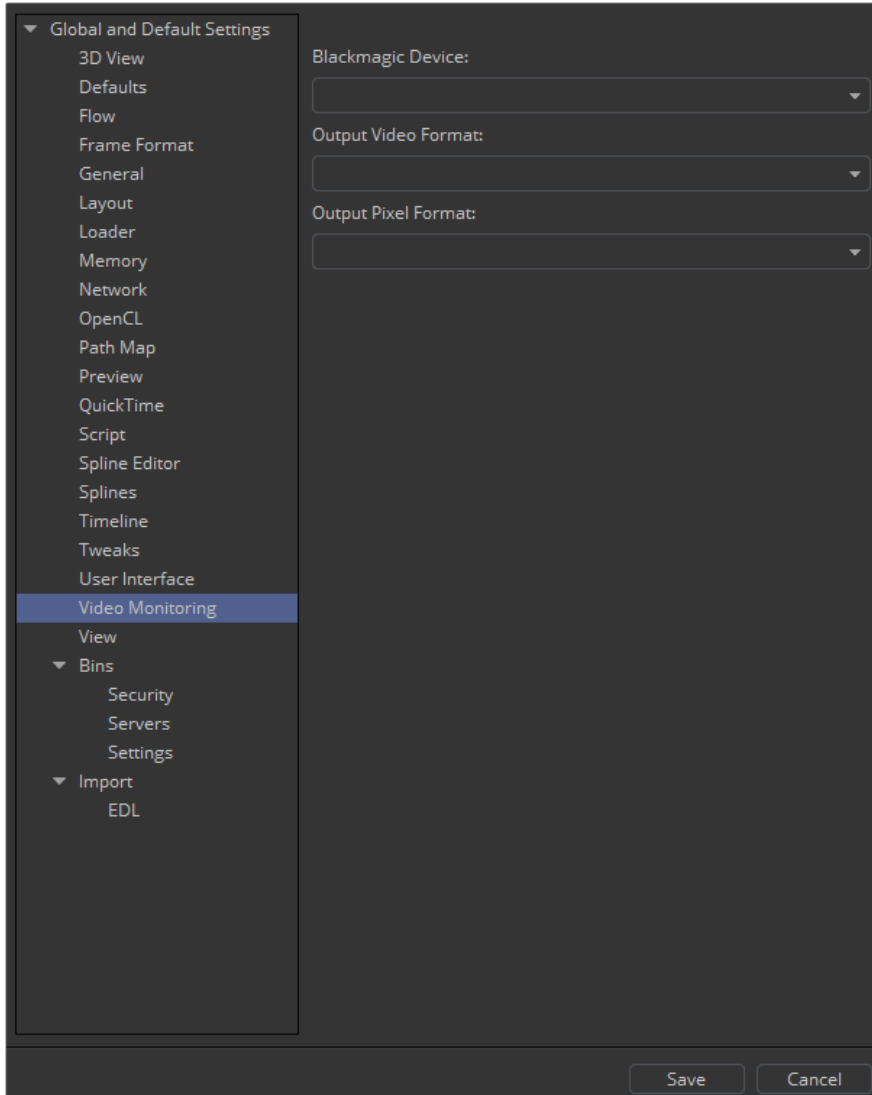 Global and Default Settings
3D View
Defaults
Flow
Frame Format
General
Layout
Loader
Memory
Network
OpenCL
Path Map
Preview
QuickTime
Script
Spline Editor
Splines
Timeline
Tweaks
User Interface
Video Monitoring
View
Bins
Security
Servers
Settings
Import
EDL
Blackmagic Device:
Output Video Format:
Output Pixel Format:
Save
Cancel